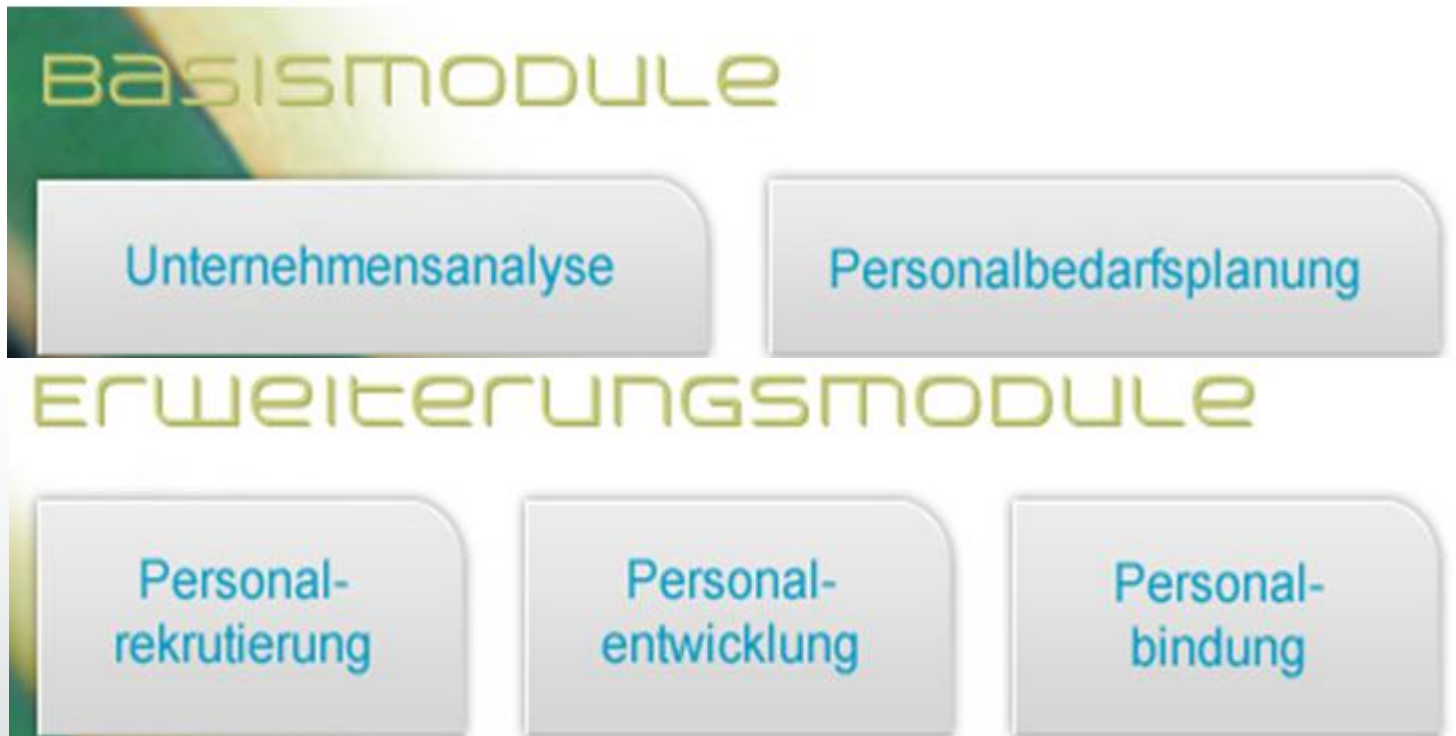 Basismodule
Unternehmensanalyse
Personalbedarfsplanung
Erweiterungsmodule
Personal-
rekrutierung
Personal-
entwicklung
Personal-
bindung